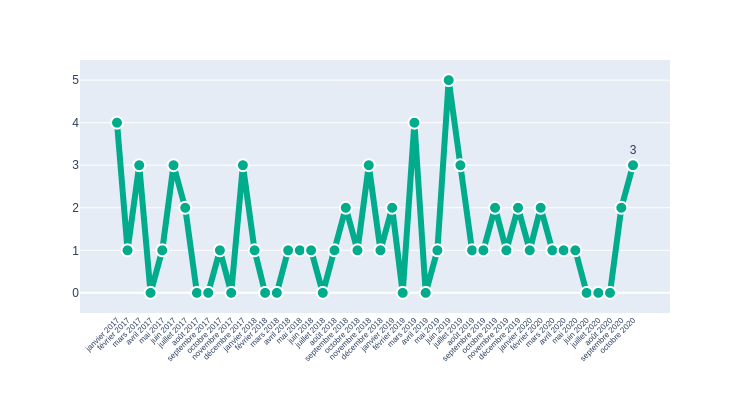 5
4
3
2
1
0
3
janvier 2017
février 2017
mars 2017
avril 2017
mai 2017
juin 2017
juillet 2017
août 2017
septembre 2017
octobre 2017
novembre 2017
décembre 2017
janvier 2018
février 2018
mars 2018
avril 2018
mai 2018
juin 2018
juillet 2018
août 2018
septembre 2018
octobre 2018
novembre 2018
décembre 2018
janvier 2019
février 2019
mars 2019
avril 2019
mai 2019
juin 2019
juillet 2019
août 2019
septembre 2019
octobre 2019
novembre 2019
décembre 2019
janvier 2020
février 2020
mars 2020
avril 2020
mai 2020
juin 2020
juillet 2020
août 2020
septembre 2020
octobre 2020